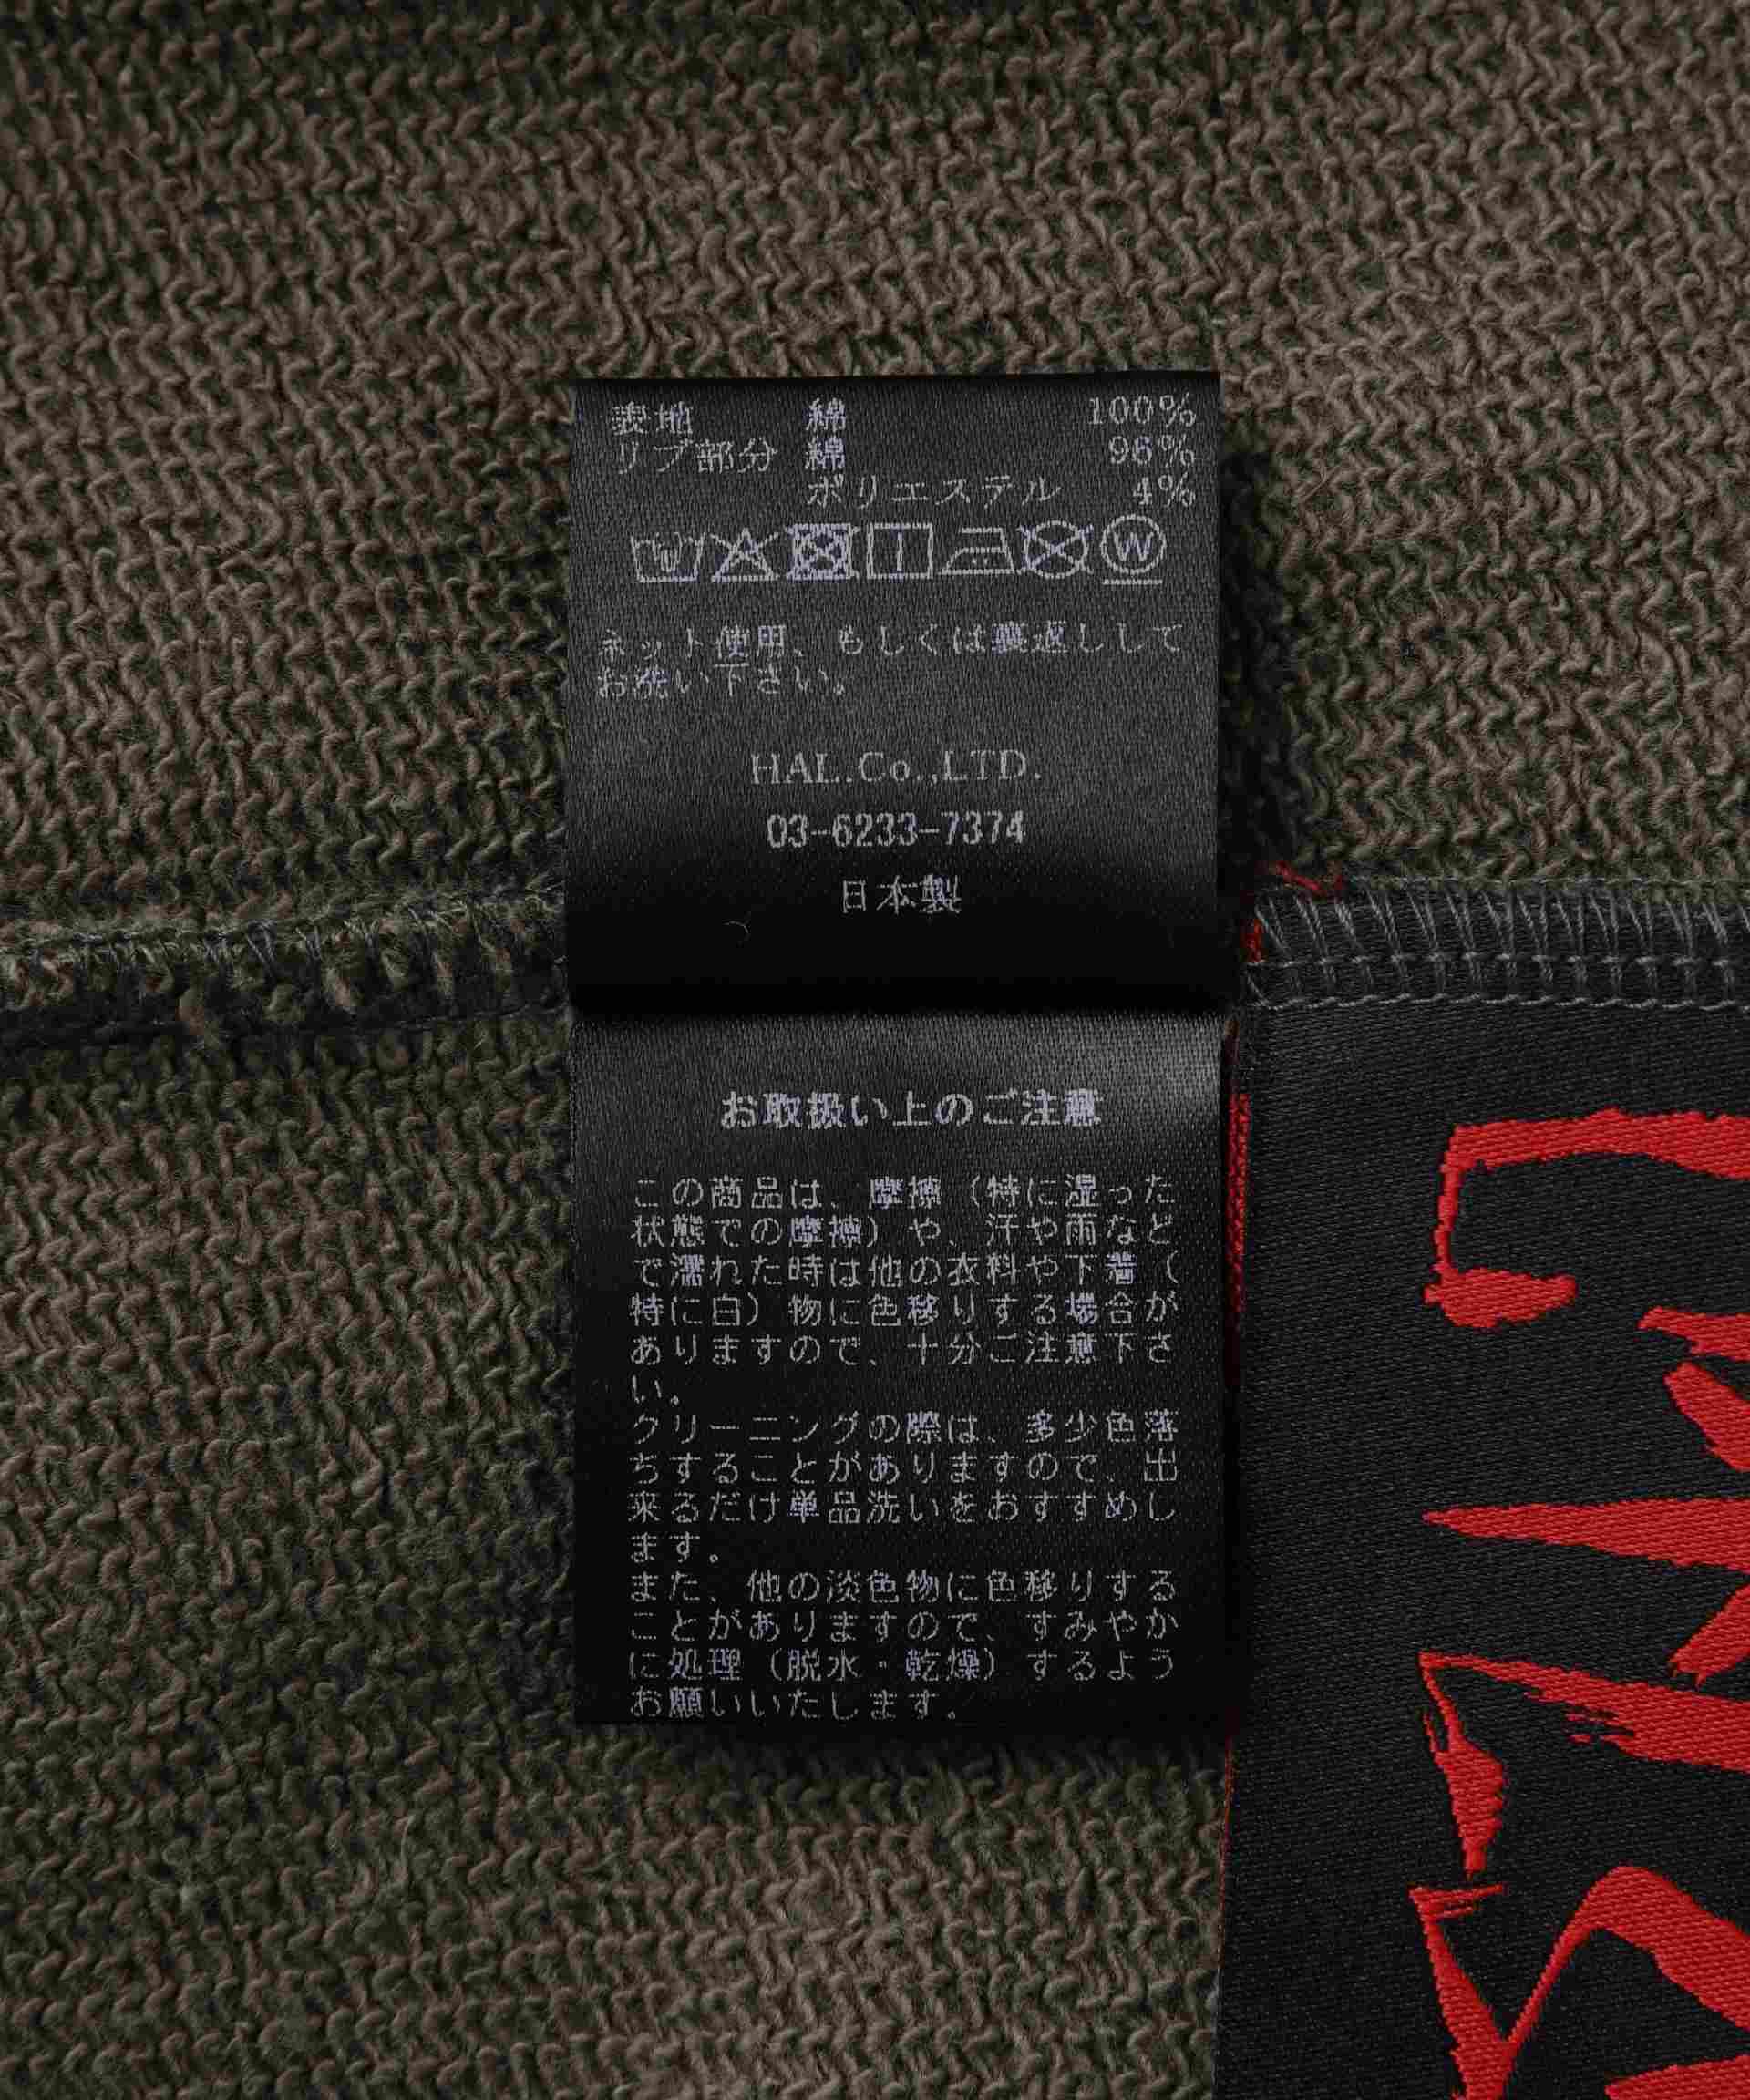 表地 綿 100%
リブ部分 綿 96%
ポリエステル 4%
W
ネット使用、もしくは裏返しして
お洗い下さい。
HAL.Co.,LTD.
03-6233-7374
日本製
お取扱い上のご注意
この商品は、摩擦（特に湿った
状態での摩擦）や、汗や雨など
で濡れた時は他の衣料や下着（
特に白）物に色移りする場合が
ありますので、十分ご注意下さ
い。
クリーニングの際は、多少色落
ちすることがありますので、出
来るだけ単品洗いをおすすめし
ます。
また、他の淡色物に色移りする
ことがありますので、すみやか
に処理（脱水・乾燥）するよう
お願いいたします。